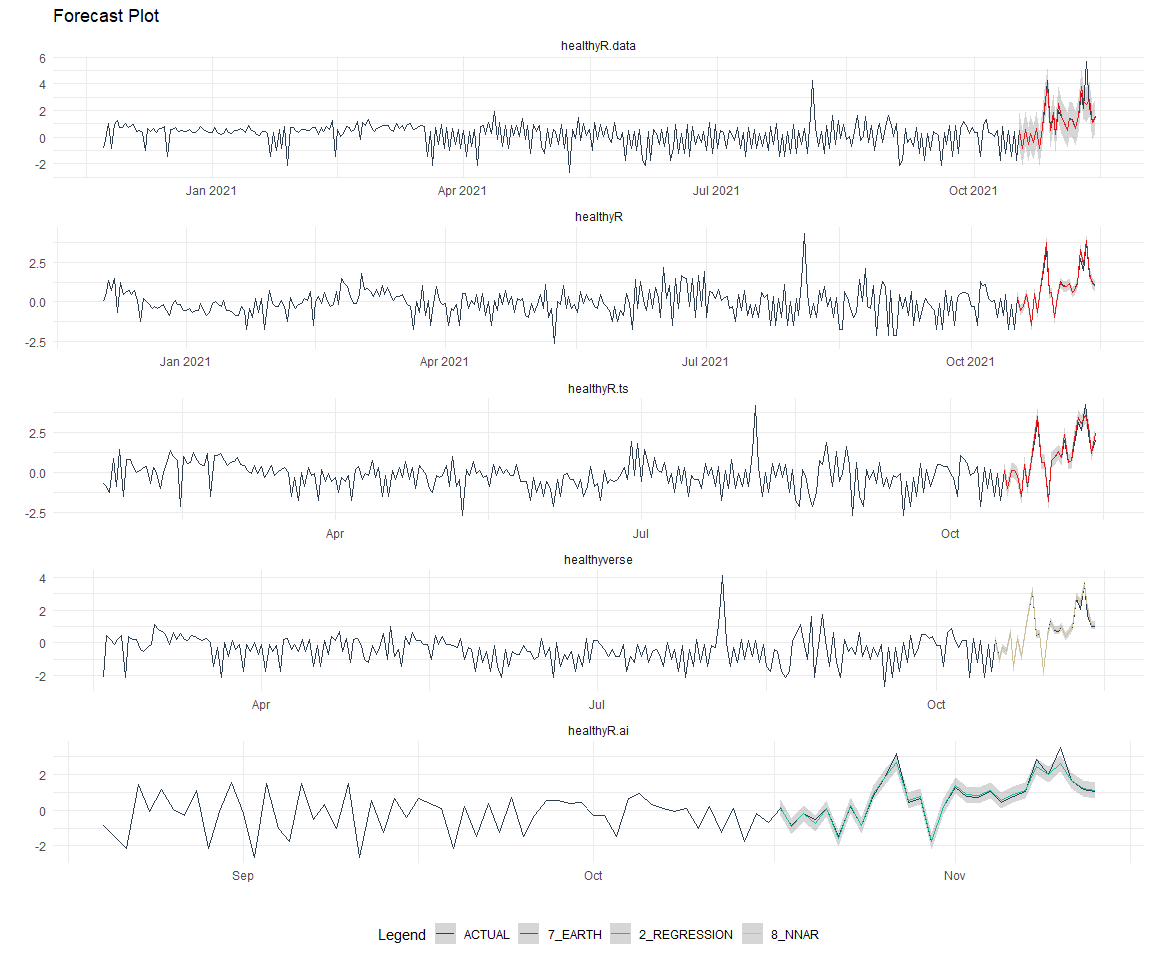 Forecast Plot
healthyR.data
6
4
2
0
-2
Jan 2021 Apr 2021 Jul 2021 Oct 2021
healthyR
2.5
0.0
-2.5
Jan 2021 Apr 2021 Jul 2021 Oct 2021
healthyR.ts
2.5
0.0
-2.5
Apr Jul Oct
healthyverse
4
2
0
-2
Apr Jul Oct
healthyR.ai
2
0
-2
Sep Oct Nov
Legend ACTUAL 7_EARTH 2_REGRESSION 8_NNAR